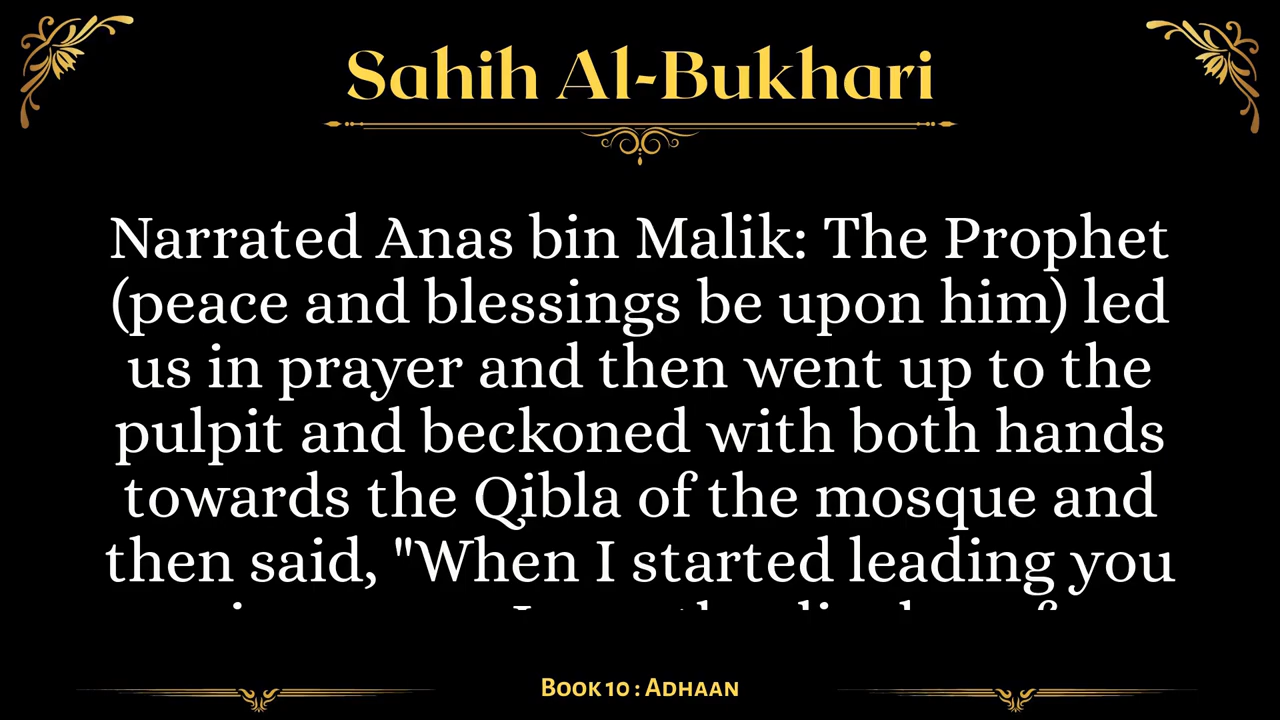 Sahih Al-Bukhari
Narrated Anas bin Malik: The Prophet
(peace and blessings be upon him) led
us in prayer and then went up to the
pulpit and beckoned with both hands
towards the Qibla of the mosque and
then said, "When I started leading you
Book 10 : Adhaan